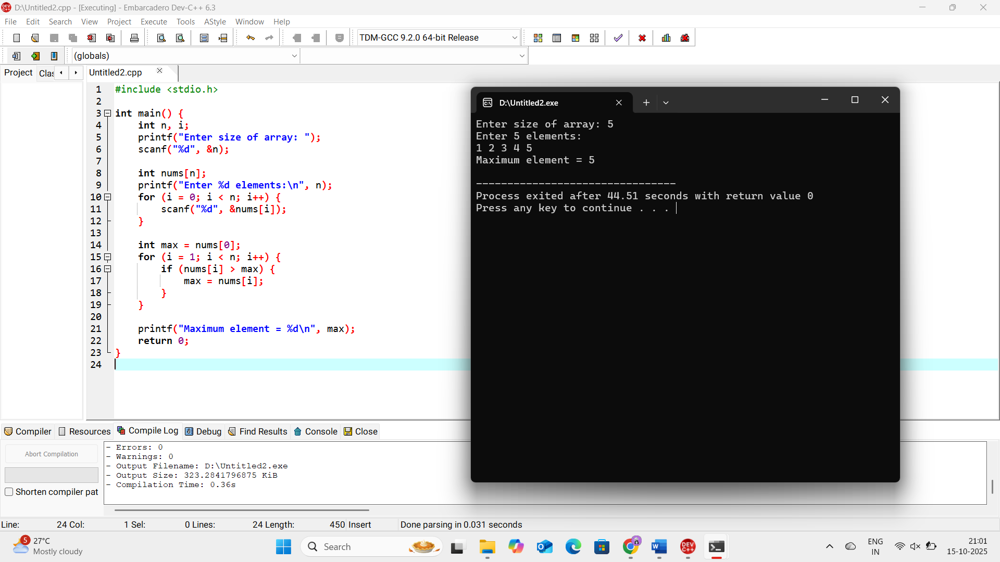 D:\Untitled2.cpp - [Executing] - Embarcadero Dev-C++ 6.3
File Edit Search View Project Execute Tools AStyle Window Help
TDM-GCC 9.2.0 64-bit Release
(globals)
Project Clas Untitled2.cpp
1 #include <stdio.h>
2
3 int main() {
4 int n, i;
5 printf("Enter size of array: ");
6 scanf("%d", &n);
7
8 int nums[n];
9 printf("Enter %d elements:\n", n);
10 for (i = 0; i < n; i++) {
11 scanf("%d", &nums[i]);
12 }
13
14 int max = nums[0];
15 for (i = 1; i < n; i++) {
16 if (nums[i] > max) {
17 max = nums[i];
18 }
19 }
20
21 printf("Maximum element = %d\n", max);
22 return 0;
23 }
24
D:\Untitled2.exe
Enter size of array: 5
Enter 5 elements:
1 2 3 4 5
Maximum element = 5
--------------------------------
Process exited after 44.51 seconds with return value 0
Press any key to continue . . .
Compiler Resources Compile Log Debug Find Results Console Close
Abort Compilation
Shorten compiler pat
- Errors: 0
- Warnings: 0
- Output Filename: D:\Untitled2.exe
- Output Size: 323.2841796875 KiB
- Compilation Time: 0.36s
Line: 24 Col: 1 Sel: 0 Lines: 24 Length: 450 Insert Done parsing in 0.031 seconds
5
27°C
Mostly cloudy
Search
DEV C++
ENG
IN
21:01
15-10-2025